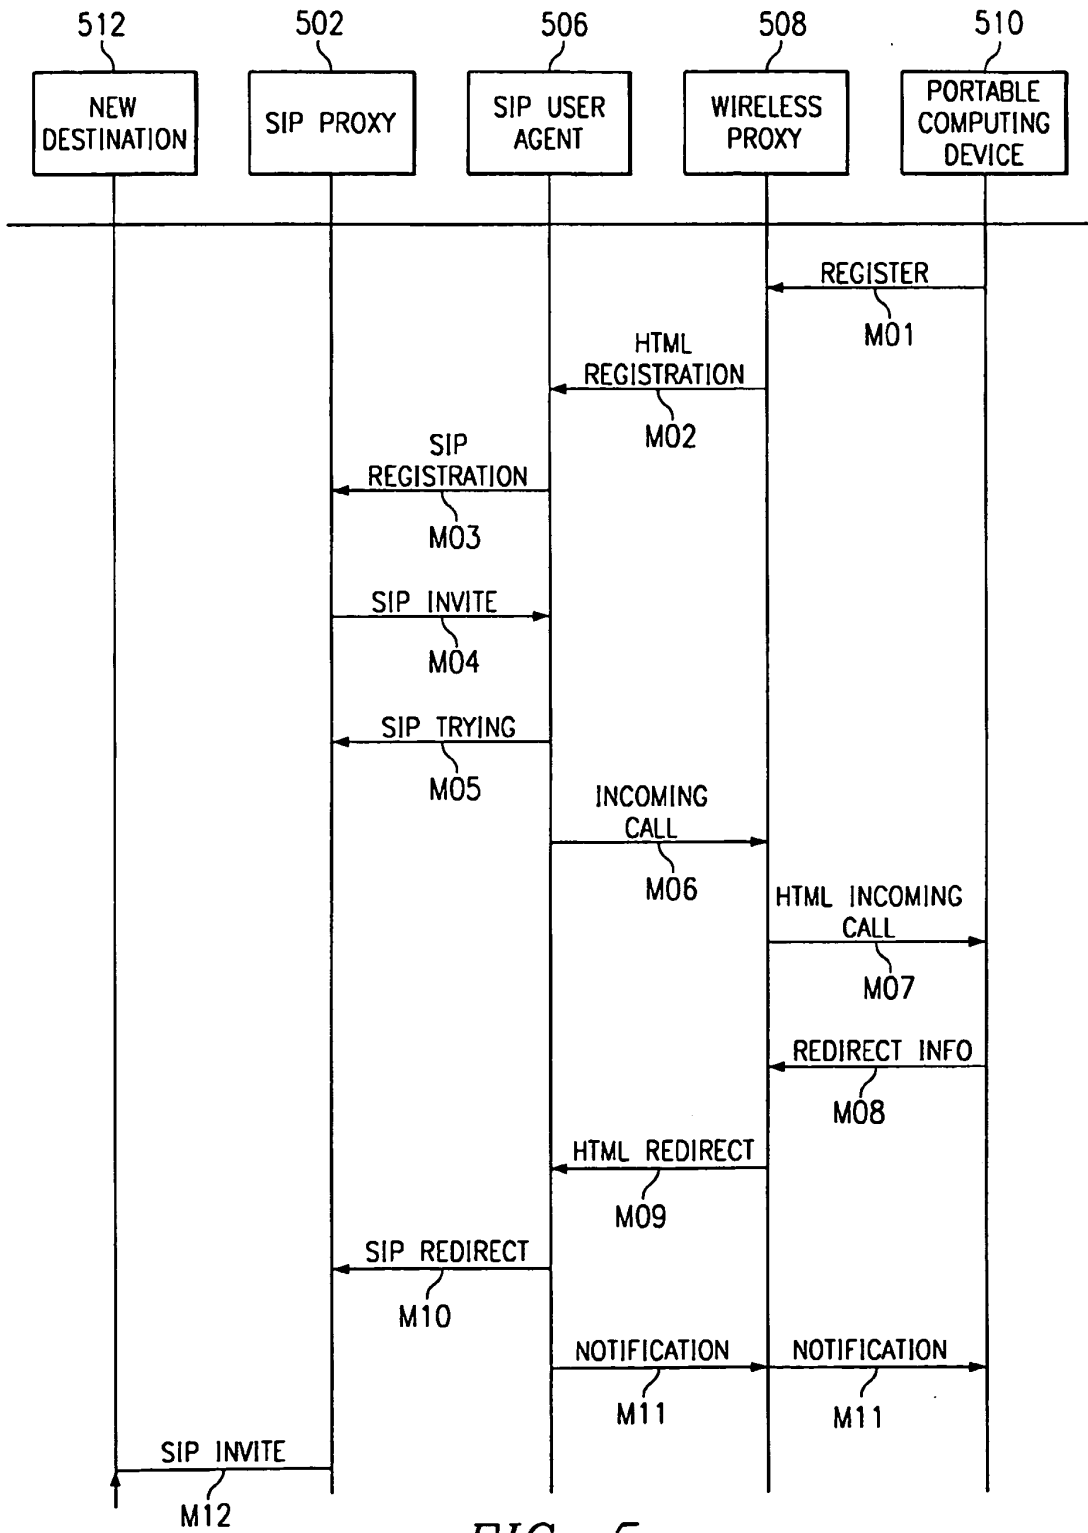 512
502
506
508
510
NEW
DESTINATION
SIP PROXY
SIP USER
AGENT
WIRELESS
PROXY
PORTABLE
COMPUTING
DEVICE
REGISTER
M01
HTML
REGISTRATION
M02
SIP
REGISTRATION
M03
SIP INVITE
M04
SIP TRYING
M05
INCOMING
CALL
M06
HTML INCOMING
CALL
M07
REDIRECT INFO
M08
HTML REDIRECT
M09
SIP REDIRECT
M10
NOTIFICATION
NOTIFICATION
M11
M11
SIP INVITE
M12
FIG. 5